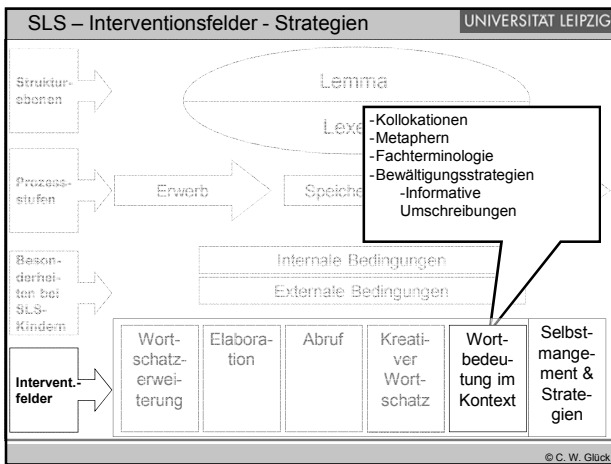 SLS – Interventionsfelder - Strategien
UNIVERSITÄT LEIPZIG
Struktur-
ebenen
Lemma
Lexe
-Kollokationen
-Metaphern
-Fachterminologie
-Bewältigungsstrategien
-Informative
Umschreibungen
Prozess-
stufen
Erwerb
Speiche
Beson-
derhei-
ten bei
SLS-
Kindern
Internale Bedingungen
Externale Bedingungen
Intervent.-
felder
Wort-
schatz-
erwei-
terung
Elabora-
tion
Abruf
Kreati-
ver
Wort-
schatz
Wort-
bedeu-
tung im
Kontext
Selbst-
mangement-
ement &
Strate-
gien
© C. W. Glück